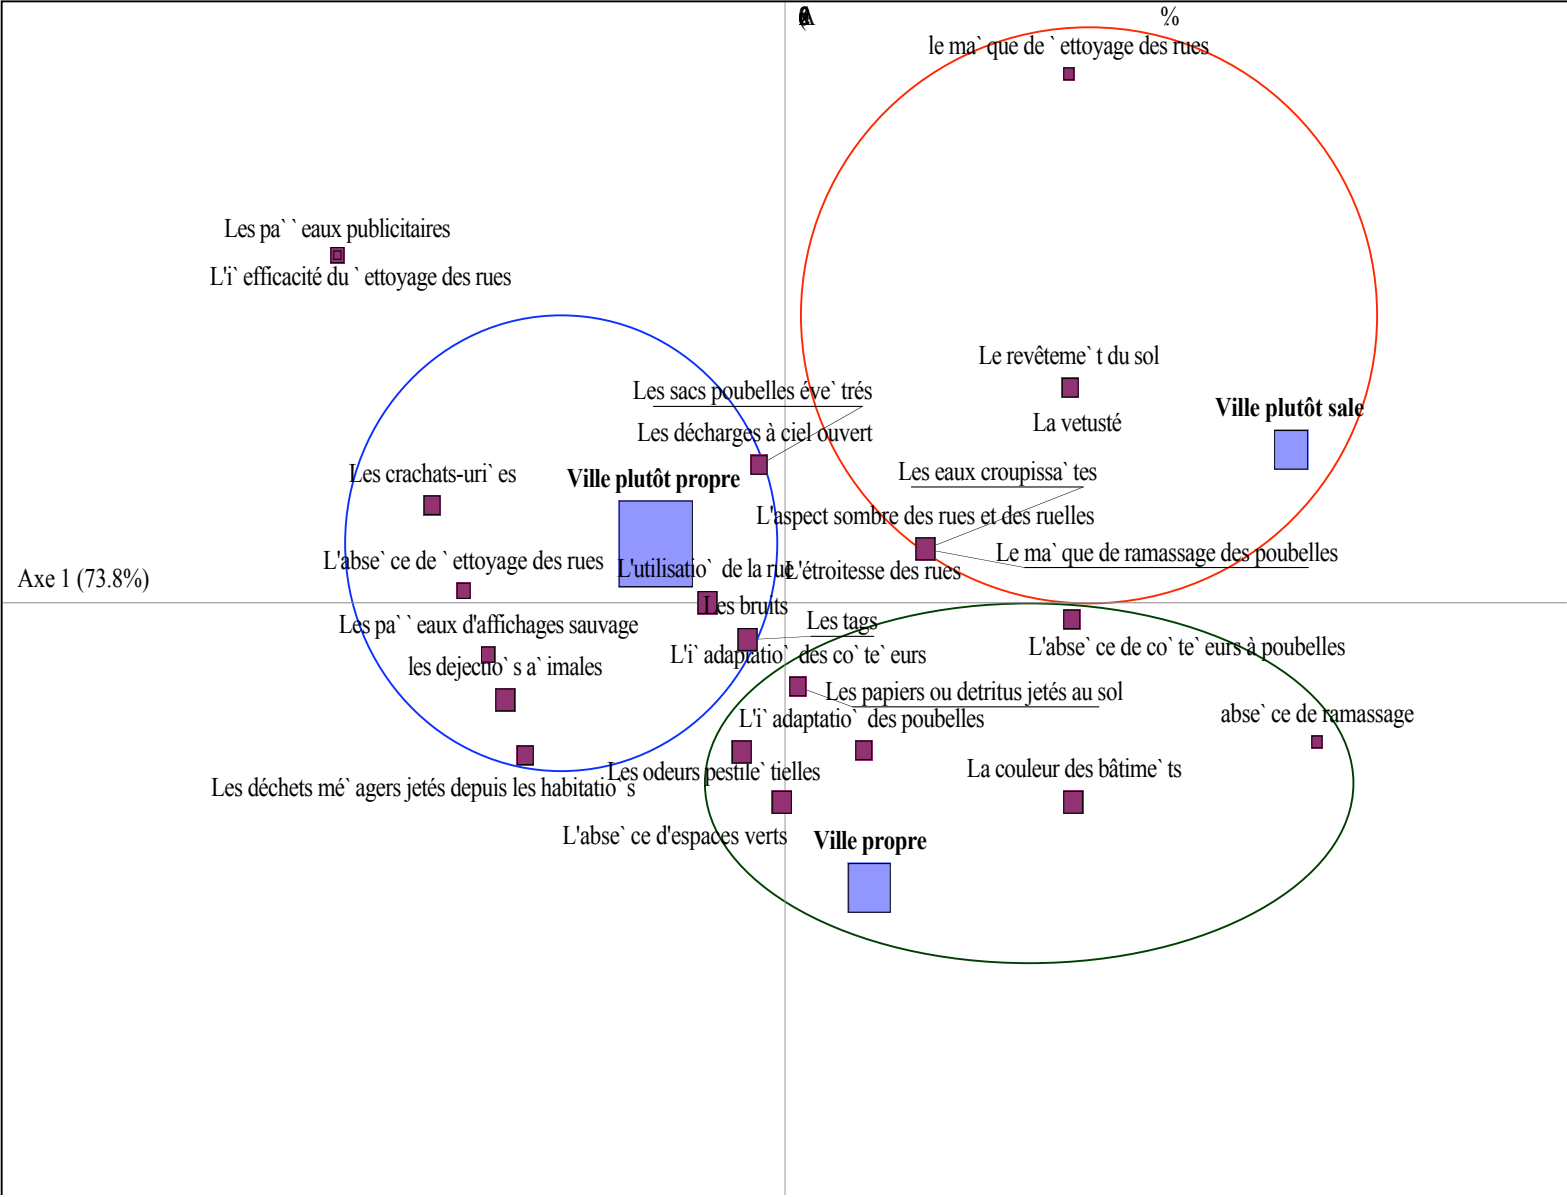 %
le ma` que de ` ettoyage des rues
Les pa` ` eaux publicitaires
L'i` efficacité du ` ettoyage des rues
Le revêteme` t du sol
Les sacs poubelles éve` trés
Ville plutôt sale
La vetusté
Les décharges à ciel ouvert
Les crachats-uri` es
Ville plutôt propre
Les eaux croupissa` tes
L'aspect sombre des rues et des ruelles
Le ma` que de ramassage des poubelles
L'abse` ce de ` ettoyage des rues
L'utilisatio` de la rue
L'étroitesse des rues
Axe 1 (73.8%)
Les bruits
Les pa` ` eaux d'affichages sauvage
Les tags
L'abse` ce de co` te` eurs à poubelles
L'i` adaptatio` des co` te` eurs
les dejectio` s a` imales
Les papiers ou detritus jetés au sol
abse` ce de ramassage
L'i` adaptatio` des poubelles
La couleur des bâtime` ts
Les odeurs pestile` tielles
Les déchets mé` agers jetés depuis les habitatio` s
L'abse` ce d'espaces verts
Ville propre